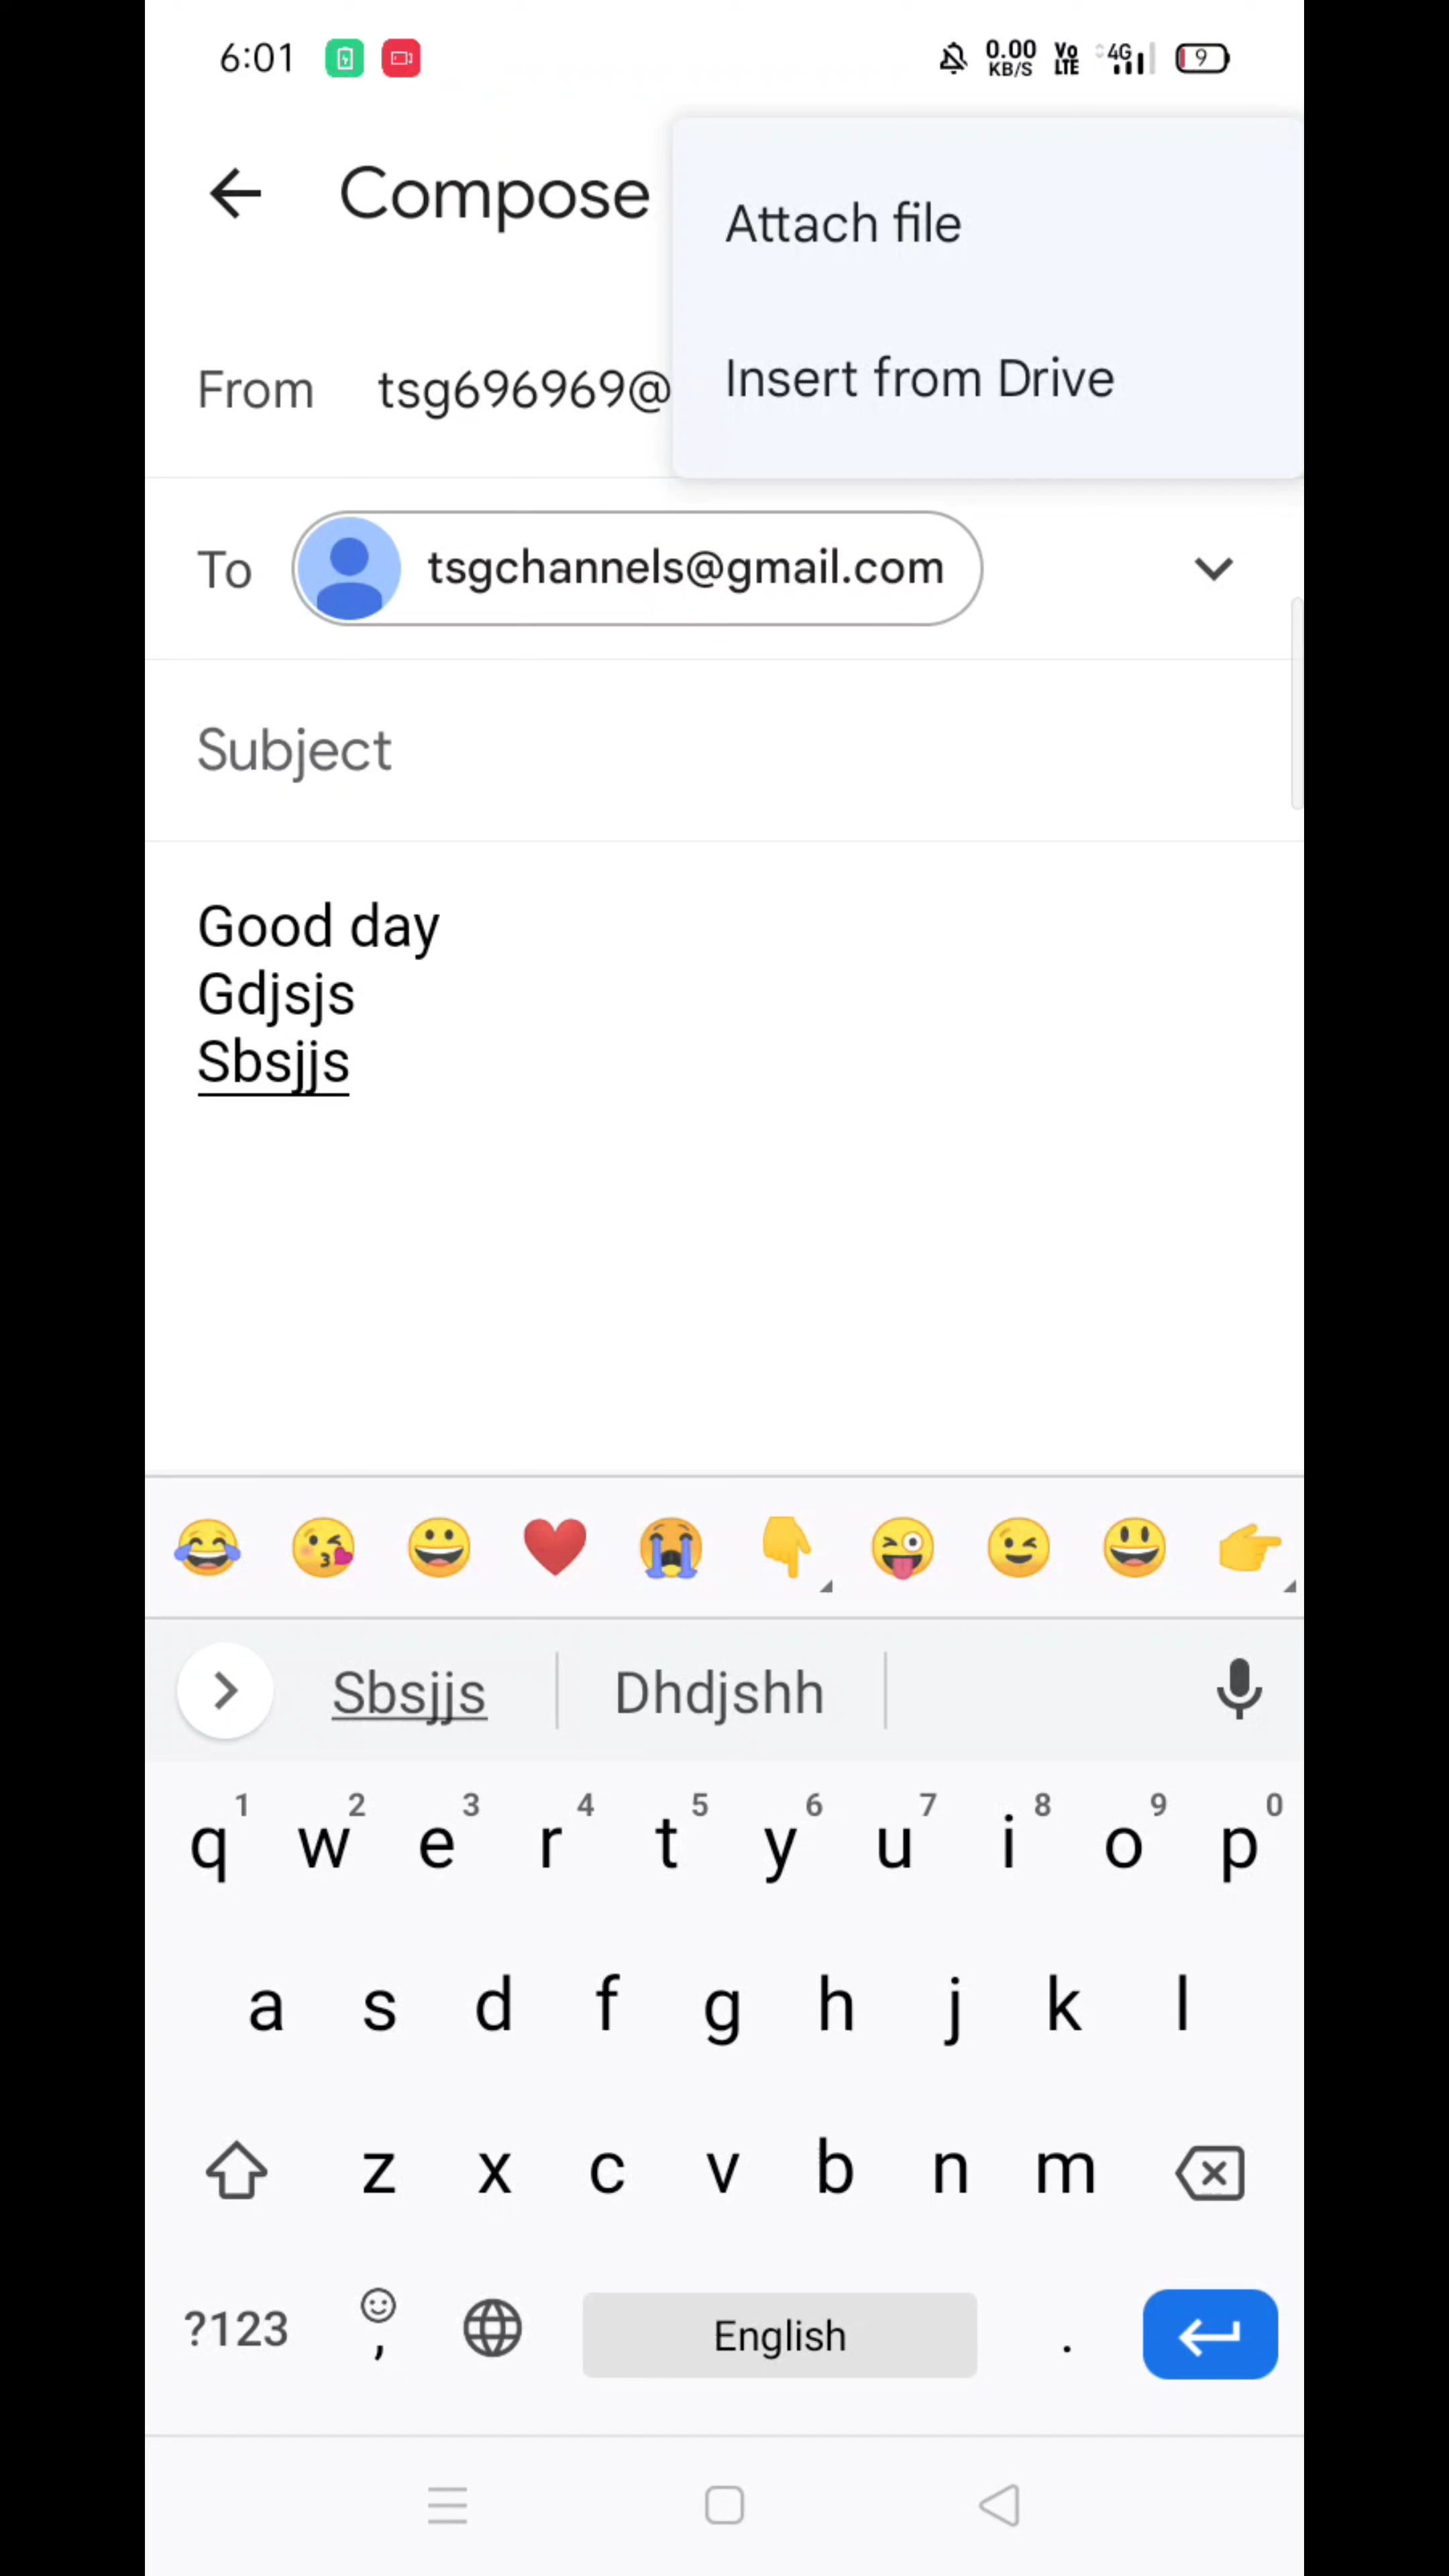 6:01 0.00 KB/S Vo LTE 4G 9
Compose
Attach file
Insert from Drive
From tsg696969@
To tsgchannels@gmail.com
Subject
Good day
Gdjsjs
Sbsjjs
Sbsjjs Dhdjshh
1 2 3 4 5 6 7 8 9 0
q w e r t y u i o p
a s d f g h j k l
z x c v b n m
?123 , English .